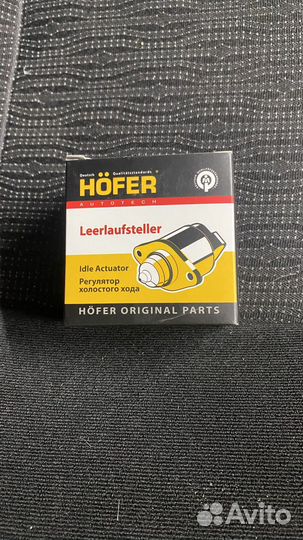 Deutsch Qualitätsstandards
HÖFER
AUTOTECH
Leerlaufsteller
Idle Actuator
Регулятор
холостого хода
HÖFER ORIGINAL PARTS
Avito